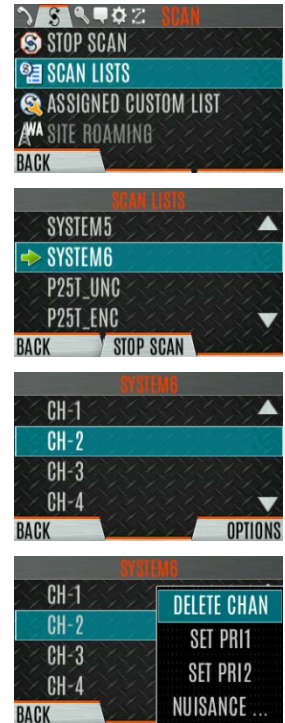 SCAN
STOP SCAN
SCAN LISTS
ASSIGNED CUSTOM LIST
WA SITE ROAMING
BACK
SCAN LISTS
SYSTEM5
SYSTEM6
P25T_UNC
P25T_ENC
BACK STOP SCAN
SYSTEM6
CH-1
CH-2
CH-3
CH-4
BACK OPTIONS
SYSTEM6
CH-1 DELETE CHAN
CH-2 SET PRI1
CH-3 SET PRI2
CH-4 NUISANCE ...
BACK